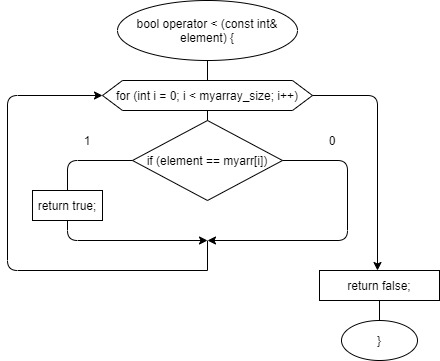 bool operator < (const int&
element) {
for (int i = 0; i < myarray_size; i++)
1
0
if (element == myarr[i])
return true;
return false;
}